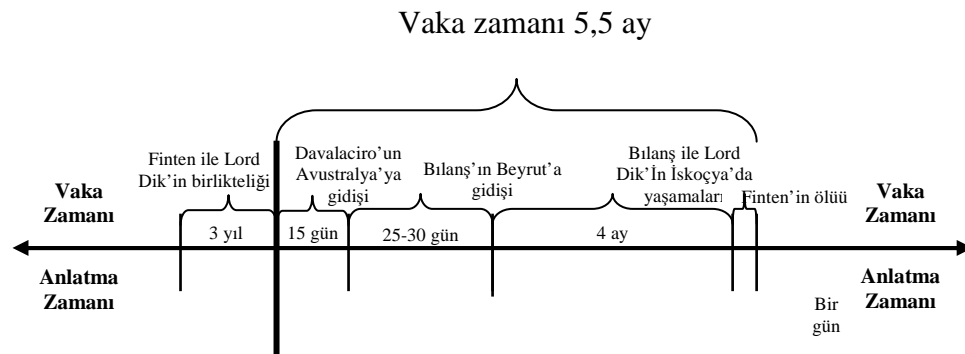 Vaka zamanı 5,5 ay
Finten ile Lord
Dik'in birlikteliği
Davalaciro'un
Avustralya'ya
gidişi
Bılanş'ın Beyrut'a
gidişi
Bılanş ile Lord
Dik'İn İskoçya'da
yaşamaları
Finten'in ölüü
Vaka
Zamanı
Vaka
Zamanı
3 yıl
15 gün
25-30 gün
4 ay
Anlatma
Zamanı
Anlatma
Zamanı
Bir
gün